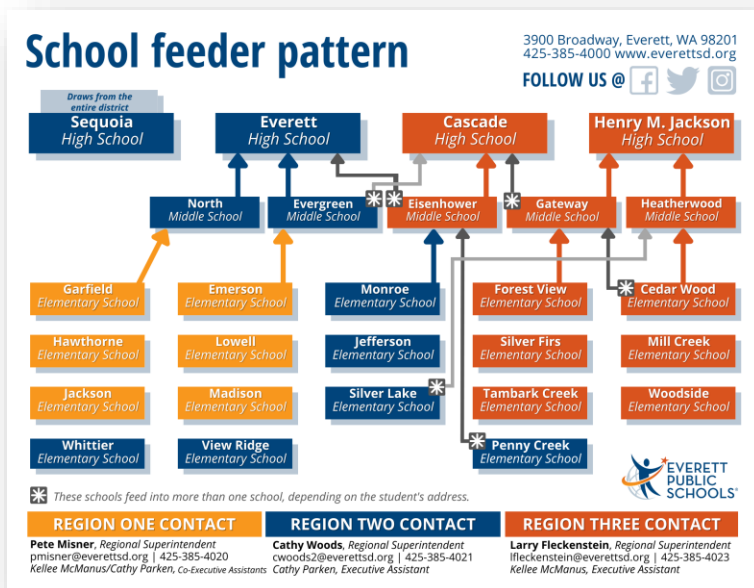 School feeder pattern
3900 Broadway, Everett, WA 98201
425-385-4000 www.everettsd.org
FOLLOW US @
Draws from the
entire district
Sequoia
High School
Everett
High School
Cascade
High School
Henry M. Jackson
High School
North
Middle School
Evergreen
Middle School
Eisenhower
Middle School
Gateway
Middle School
Heatherwood
Middle School
Garfield
Elementary School
Emerson
Elementary School
Monroe
Elementary School
Forest View
Elementary School
Cedar Wood
Elementary School
Hawthorne
Elementary School
Lowell
Elementary School
Jefferson
Elementary School
Silver Firs
Elementary School
Mill Creek
Elementary School
Jackson
Elementary School
Madison
Elementary School
Silver Lake
Elementary School
Tambark Creek
Elementary School
Woodside
Elementary School
Whittier
Elementary School
View Ridge
Elementary School
Penny Creek
Elementary School
EVERETT
PUBLIC
SCHOOLS®
These schools feed into more than one school, depending on the student's address.
REGION ONE CONTACT
Pete Misner, Regional Superintendent
pmisner@everettsd.org | 425-385-4020
Kellee McManus/Cathy Parken, Co-Executive Assistants
REGION TWO CONTACT
Cathy Woods, Regional Superintendent
cwoods2@everettsd.org | 425-385-4021
Cathy Parken, Executive Assistant
REGION THREE CONTACT
Larry Fleckenstein, Regional Superintendent
lfleckenstein@everettsd.org | 425-385-4023
Kellee McManus, Executive Assistant